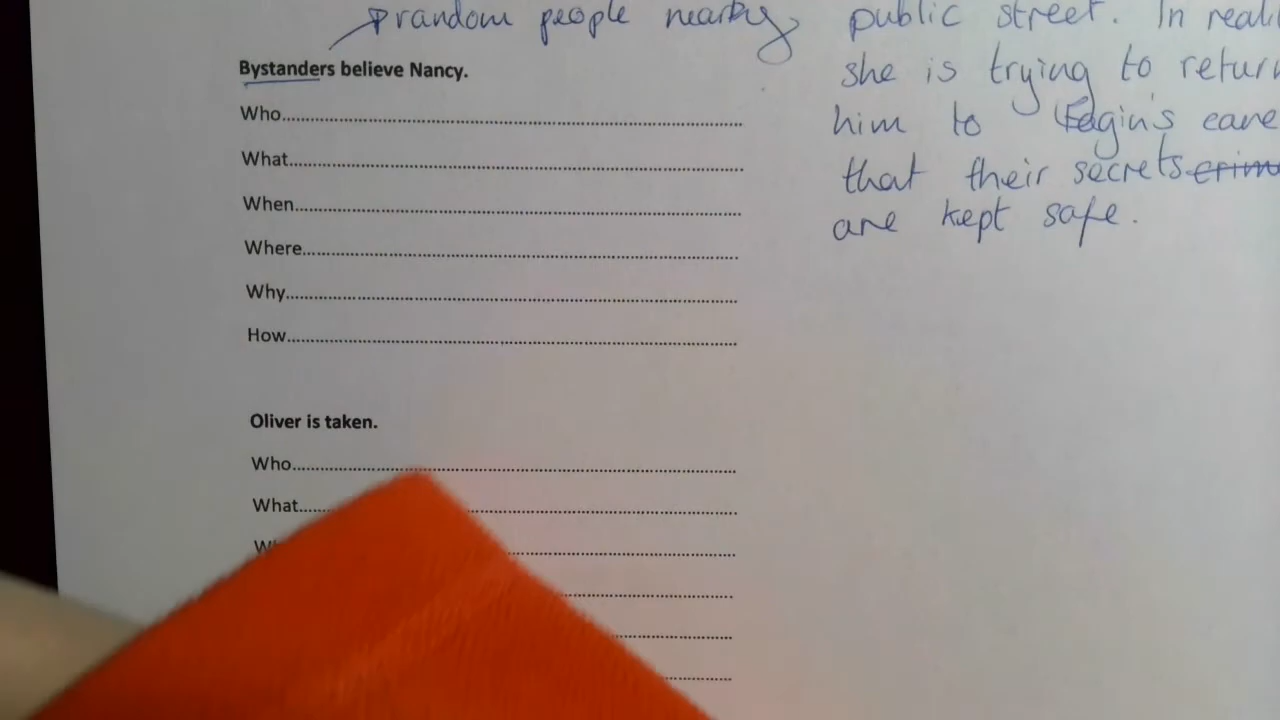 random people nearby
Bystanders believe Nancy.
Who
What
When
Where
Why
How
Oliver is taken.
Who
What
public street. In
she is trying to return
him to Fagin's care
that their secrets
are kept safe.